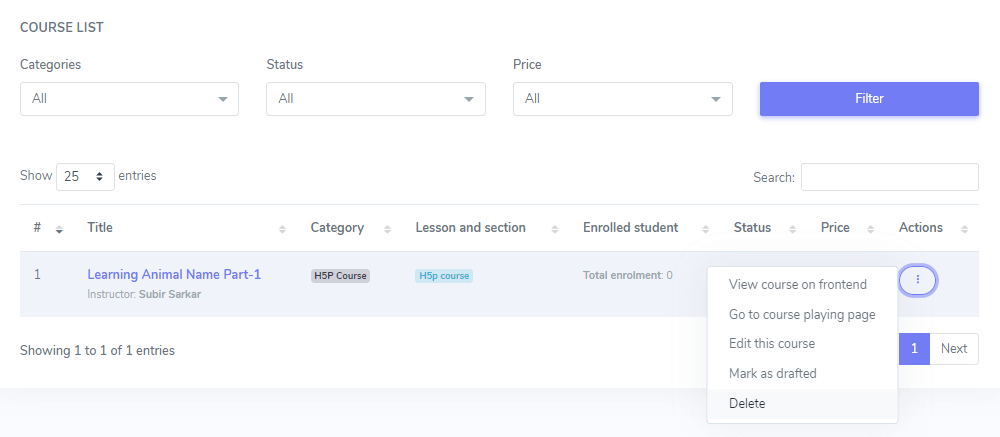 COURSE LIST
Categories Status Price
All All All Filter
Show 25 entries Search:
# Title Category Lesson and section Enrolled student Status Price Actions
1 Learning Animal Name Part-1 H5P Course H5p course Total enrolment: 0
Instructor: Subir Sarkar
View course on frontend
Go to course playing page
Edit this course
Mark as drafted
Delete
Showing 1 to 1 of 1 entries 1 Next